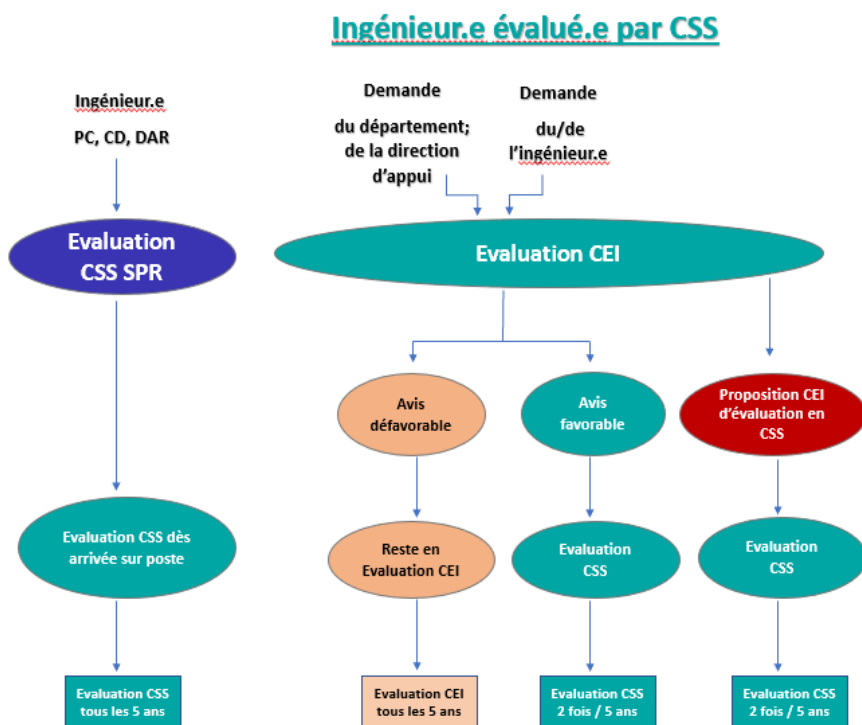 Ingénieur.e évalué.e par CSS
Ingénieur.e
PC, CD, DAR
Demande
du département;
de la direction
d’appui
Demande
du/de
l’ingénieur.e
Evaluation
CSS SPR
Evaluation CEI
Avis
défavorable
Avis
favorable
Proposition CEI
d’évaluation en
CSS
Evaluation CSS dès
arrivée sur poste
Reste en
Evaluation CEI
Evaluation
CSS
Evaluation
CSS
Evaluation CSS
tous les 5 ans
Evaluation CEI
tous les 5 ans
Evaluation CSS
2 fois / 5 ans
Evaluation CSS
2 fois / 5 ans